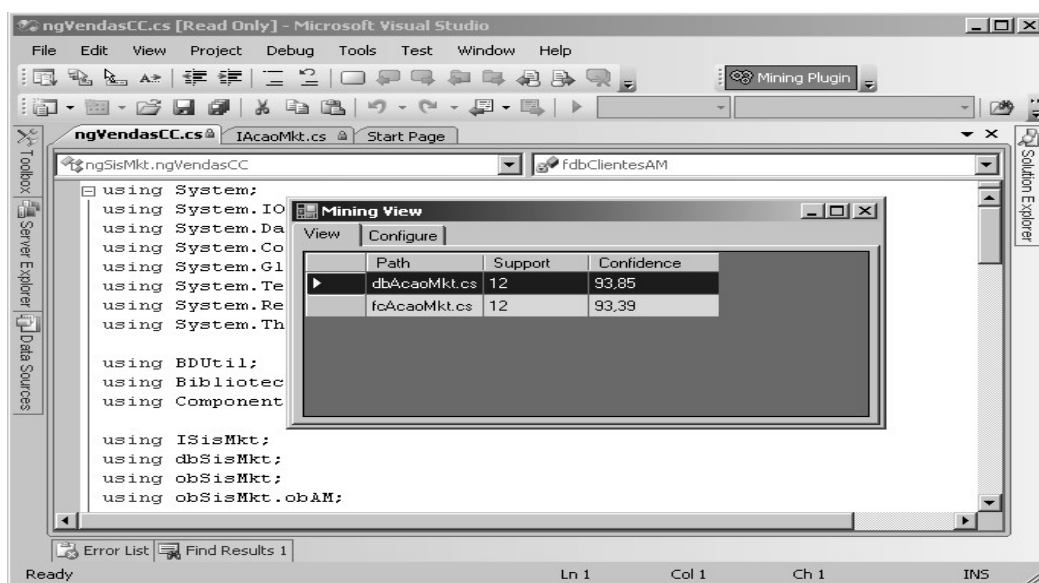 ngVendasCC.cs [Read Only] - Microsoft Visual Studio
File Edit View Project Debug Tools Test Window Help
Mining Plugin
ngVendasCC.cs IAcaoMkt.cs Start Page
ngSisMkt.ngVendasCC fdbClientesAM
Toolbox
Server Explorer
Data Sources
Solution Explorer
using System;
using System.IO
using System.Da
using System.Co
using System.Gl
using System.Te
using System.Re
using System.Th
using BDUtil;
using Bibliotec
using Component
using ISisMkt;
using dbSisMkt;
using obSisMkt;
using obSisMkt.obAM;
Mining View
View Configure
Path Support Confidence
dbAcaoMkt.cs 12 93,85
fcAcaoMkt.cs 12 93,39
Error List Find Results 1
Ready Ln 1 Col 1 Ch 1 INS